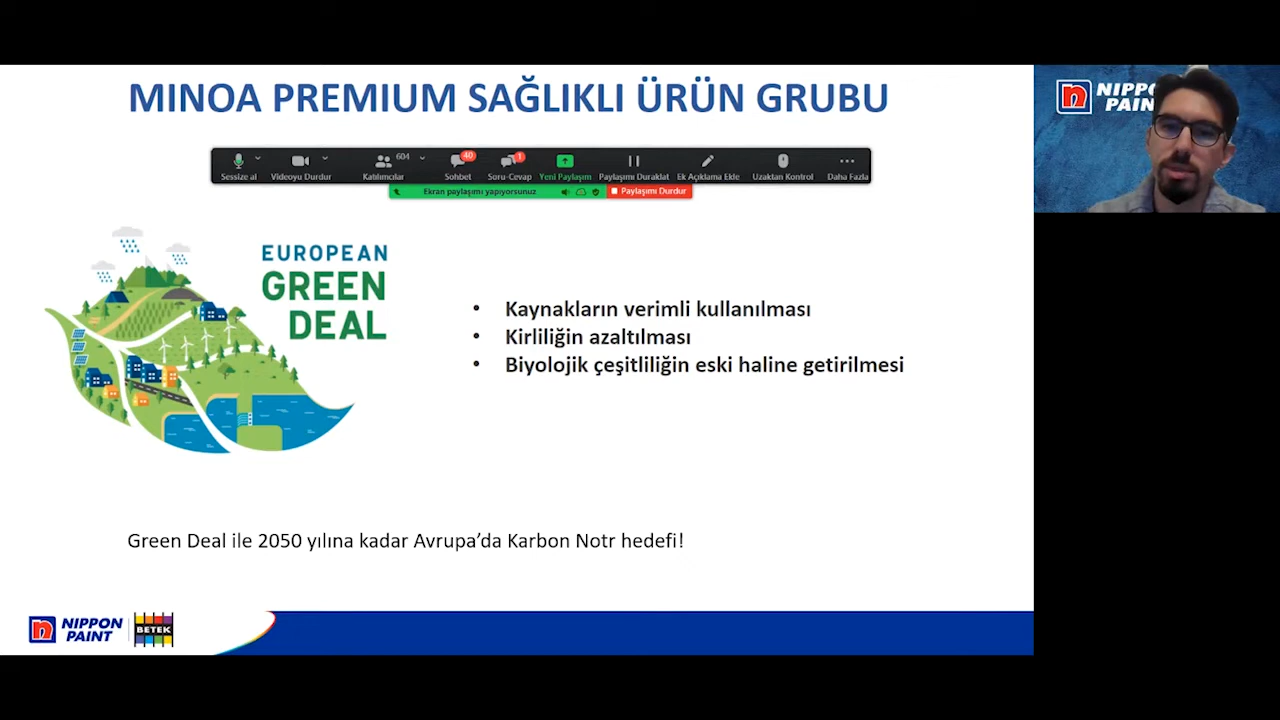 MINOA PREMIUM SAĞLIKLI ÜRÜN GRUBU
NIPPO
PAIN
604
40
1
Sessize al
Videoyu Durdur
Katılımcılar
Sohbet
Soru-Cevap
Yeni Paylaşım
Paylaşımı Duraklat
Ek Açıklama Ekle
Uzaktan Kontrol
Daha Fazla
Ekran paylaşımı yapıyorsunuz
Paylaşımı Durdur
EUROPEAN
GREEN
DEAL
• Kaynakların verimli kullanılması
• Kirliliğin azaltılması
• Biyolojik çeşitliliğin eski haline getirilmesi
Green Deal ile 2050 yılına kadar Avrupa’da Karbon Notr hedefi!
n NIPPON
PAINT
BETEK